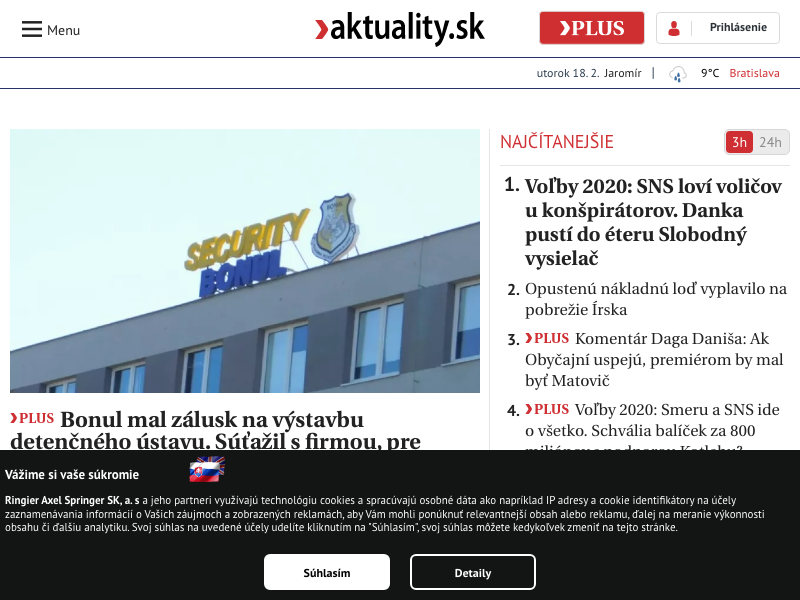 Menu
aktuality.sk
PLUS
Prihlásenie
utorok 18. 2. Jaromír | 9°C Bratislava
SECURITY
BONUL
PLUS Bonul mal zálusk na výstavbu
detenčného ústavu. Súťažil s firmou, pre
NAJČÍTANEJŠIE
3h 24h
1. Voľby 2020: SNS loví voličov
u konšpirátorov. Danka
pustí do éteru Slobodný
vysielač
2. Opustenú nákladnú loď vyplavilo na
pobrežie Írska
3. PLUS Komentár Daga Daniša: Ak
Obyčajní uspejú, premiérom by mal
byť Matovič
4. PLUS Voľby 2020: Smeru a SNS ide
o všetko. Schvália balíček za 800
miliónov s podporou Kotleby?
Vážime si vaše súkromie
Ringier Axel Springer SK, a. s a jeho partneri využívajú technológiu cookies a spracúvajú osobné dáta ako napríklad IP adresy a cookie identifikátory na účely
zaznamenávania informácií o Vašich záujmoch a zobrazených reklamách, aby Vám mohli ponúknuť relevantnejší obsah alebo reklamu, ďalej na meranie výkonnosti
obsahu či ďalšiu analytiku. Svoj súhlas na uvedené účely udelíte kliknutím na "Súhlasím", svoj súhlas môžete kedykoľvek zmeniť na tejto stránke.
Súhlasím
Detaily